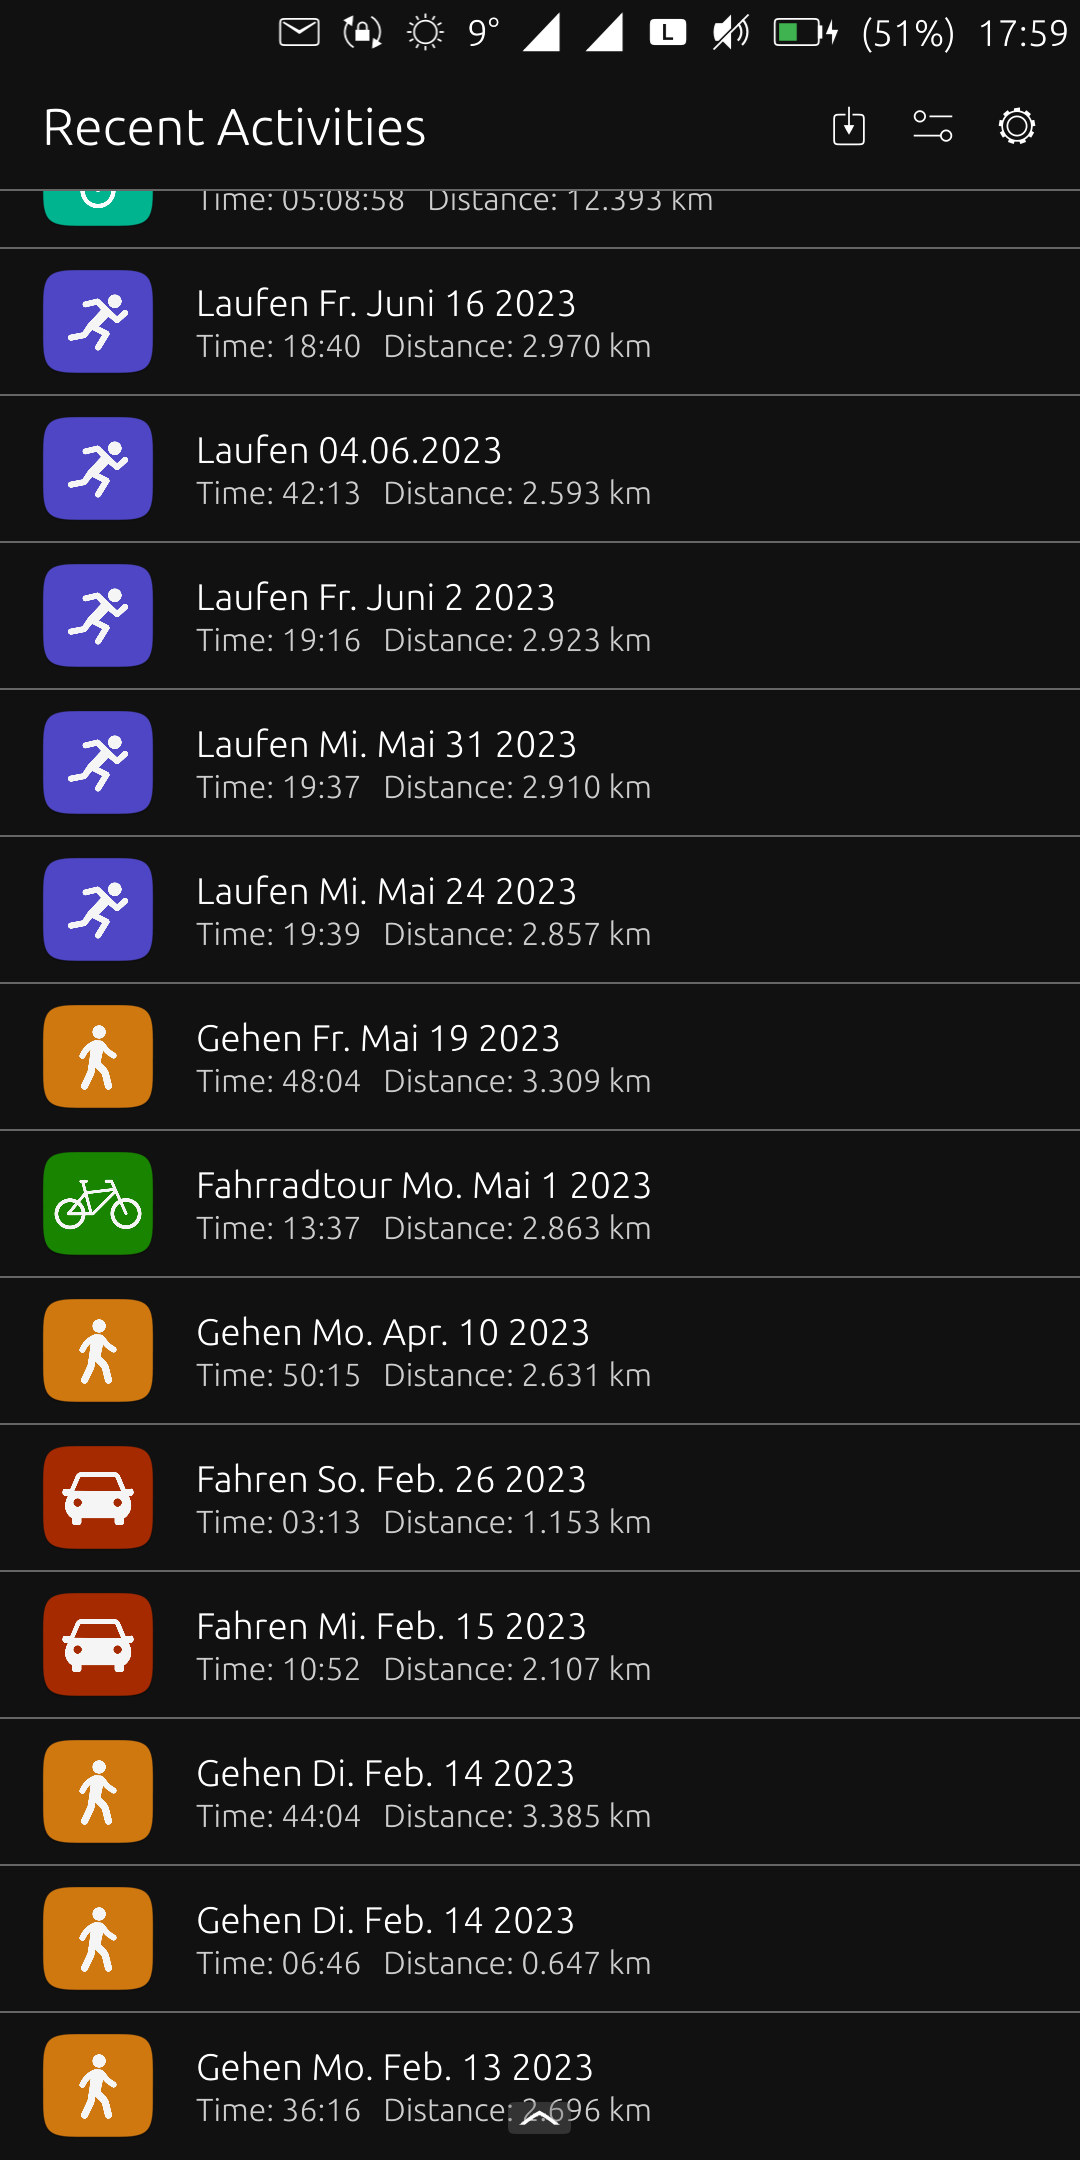 9° L (51%) 17:59
Recent Activities
Time: 05:08:58 Distance: 12.393 km
Laufen Fr. Juni 16 2023
Time: 18:40 Distance: 2.970 km
Laufen 04.06.2023
Time: 42:13 Distance: 2.593 km
Laufen Fr. Juni 2 2023
Time: 19:16 Distance: 2.923 km
Laufen Mi. Mai 31 2023
Time: 19:37 Distance: 2.910 km
Laufen Mi. Mai 24 2023
Time: 19:39 Distance: 2.857 km
Gehen Fr. Mai 19 2023
Time: 48:04 Distance: 3.309 km
Fahrradtour Mo. Mai 1 2023
Time: 13:37 Distance: 2.863 km
Gehen Mo. Apr. 10 2023
Time: 50:15 Distance: 2.631 km
Fahren So. Feb. 26 2023
Time: 03:13 Distance: 1.153 km
Fahren Mi. Feb. 15 2023
Time: 10:52 Distance: 2.107 km
Gehen Di. Feb. 14 2023
Time: 44:04 Distance: 3.385 km
Gehen Di. Feb. 14 2023
Time: 06:46 Distance: 0.647 km
Gehen Mo. Feb. 13 2023
Time: 36:16 Distance: 2.696 km